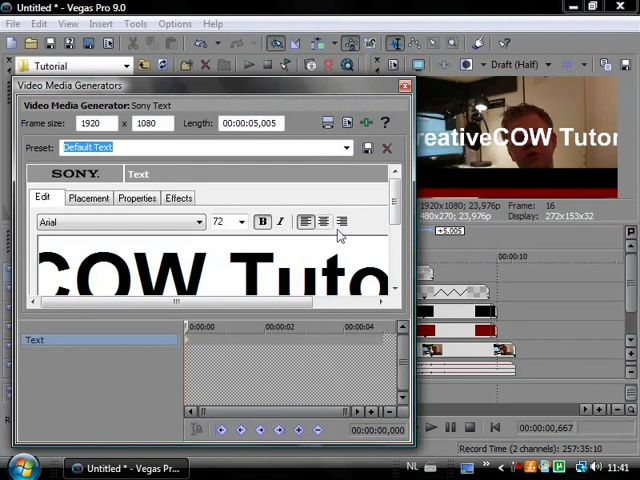 Untitled * - Vegas Pro 9.0
File Edit View Insert Tools Options Help
Tutorial
Draft (Half)
Video Media Generators
Video Media Generator: Sony Text
Frame size: 1920 x 1080 Length: 00:00:05,005
Preset: Default Text
SONY. Text
Edit Placement Properties Effects
Arial 72 B I
COW Tuto
reativeCOW Tutor
1920x1080; 23,976p Frame: 16
480x270; 23,976p Display: 272x153x32
+5.005
00:00:10
0:00:00 00:00:02 00:00:04
Text
00:00:00,000
00:00:00,667
Record Time (2 channels): 257:35:10
Untitled * - Vegas Pr...
NL
11:41